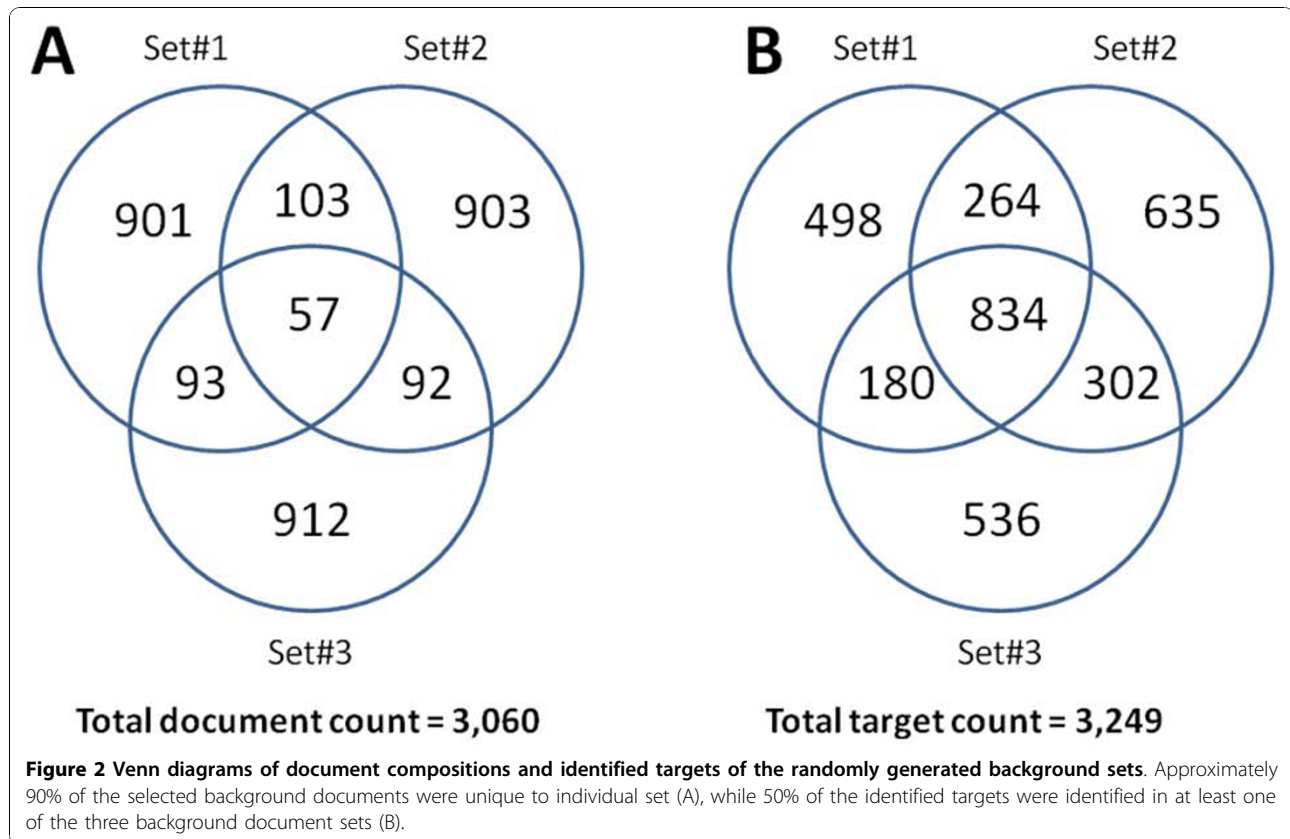 A
Set#1
Set#2
901
103
903
57
93
92
912
Set#3
Total document count = 3,060
B
Set#1
Set#2
498
264
635
834
180
302
536
Set#3
Total target count = 3,249
Figure 2 Venn diagrams of document compositions and identified targets of the randomly generated background sets. Approximately
90% of the selected background documents were unique to individual set (A), while 50% of the identified targets were identified in at least one
of the three background document sets (B).